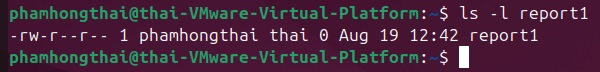 phamhongthai@thai-VMware-Virtual-Platform:~$ ls -l report1
-rw-r--r-- 1 phamhongthai thai 0 Aug 19 12:42 report1
phamhongthai@thai-VMware-Virtual-Platform:~$